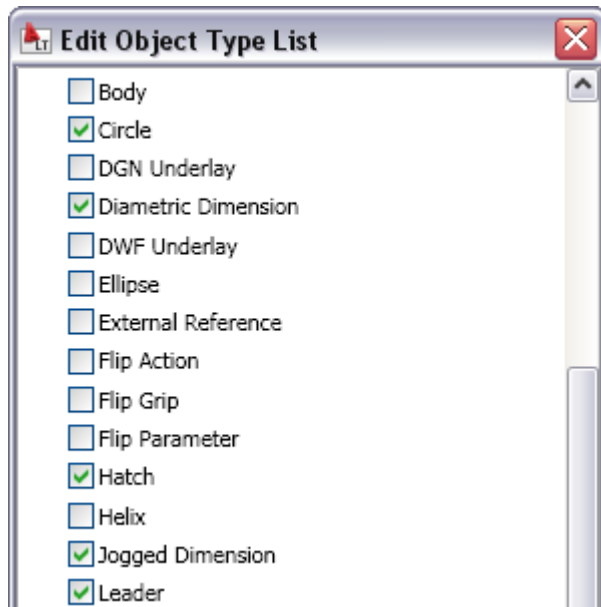 LT Edit Object Type List
Body
Circle
DGN Underlay
Diametric Dimension
DWF Underlay
Ellipse
External Reference
Flip Action
Flip Grip
Flip Parameter
Hatch
Helix
Jogged Dimension
Leader